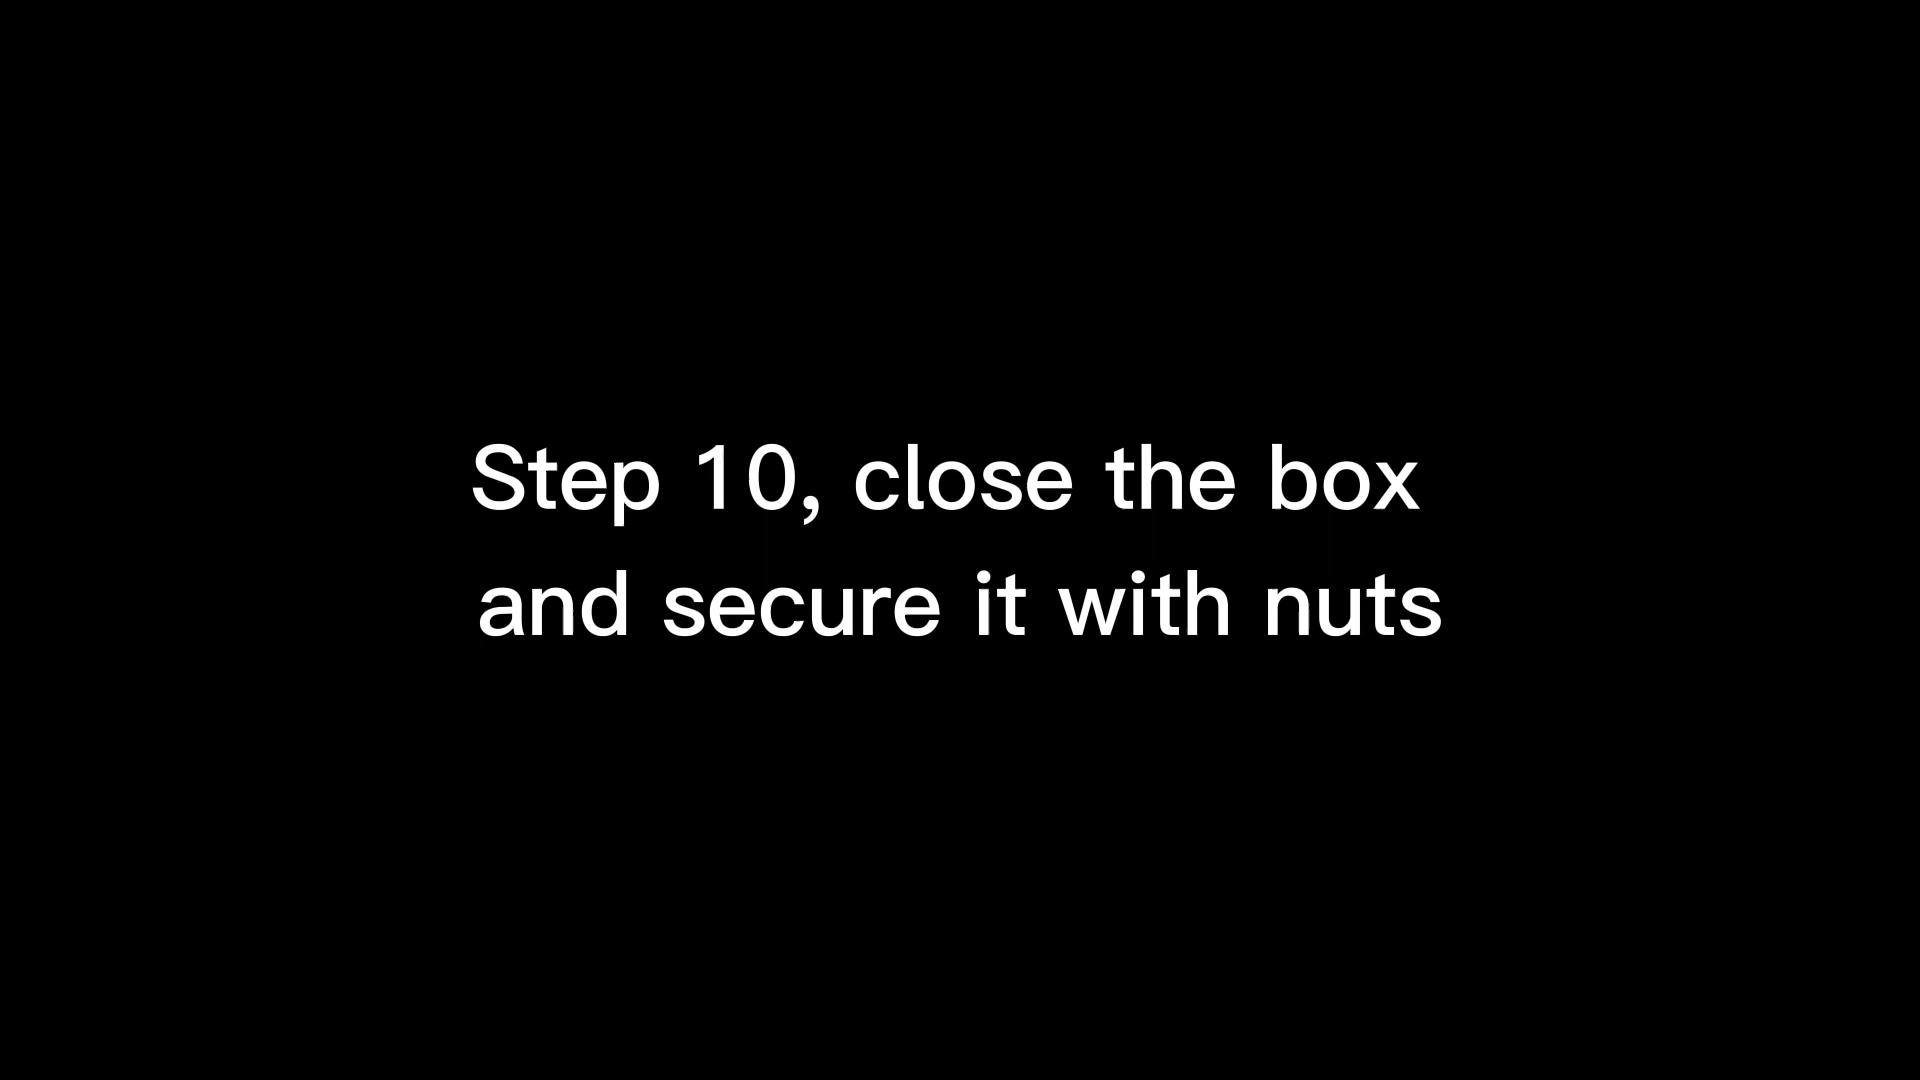 Step 10, close the box
and secure it with nuts